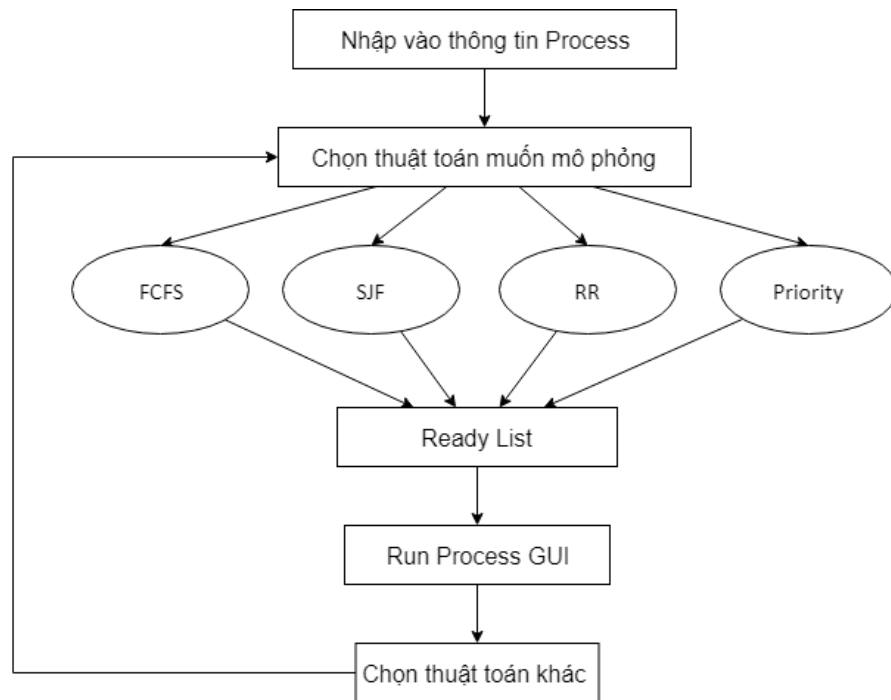 Nhập vào thông tin Process
Chọn thuật toán muốn mô phỏng
FCFS
SJF
RR
Priority
Ready List
Run Process GUI
Chọn thuật toán khác